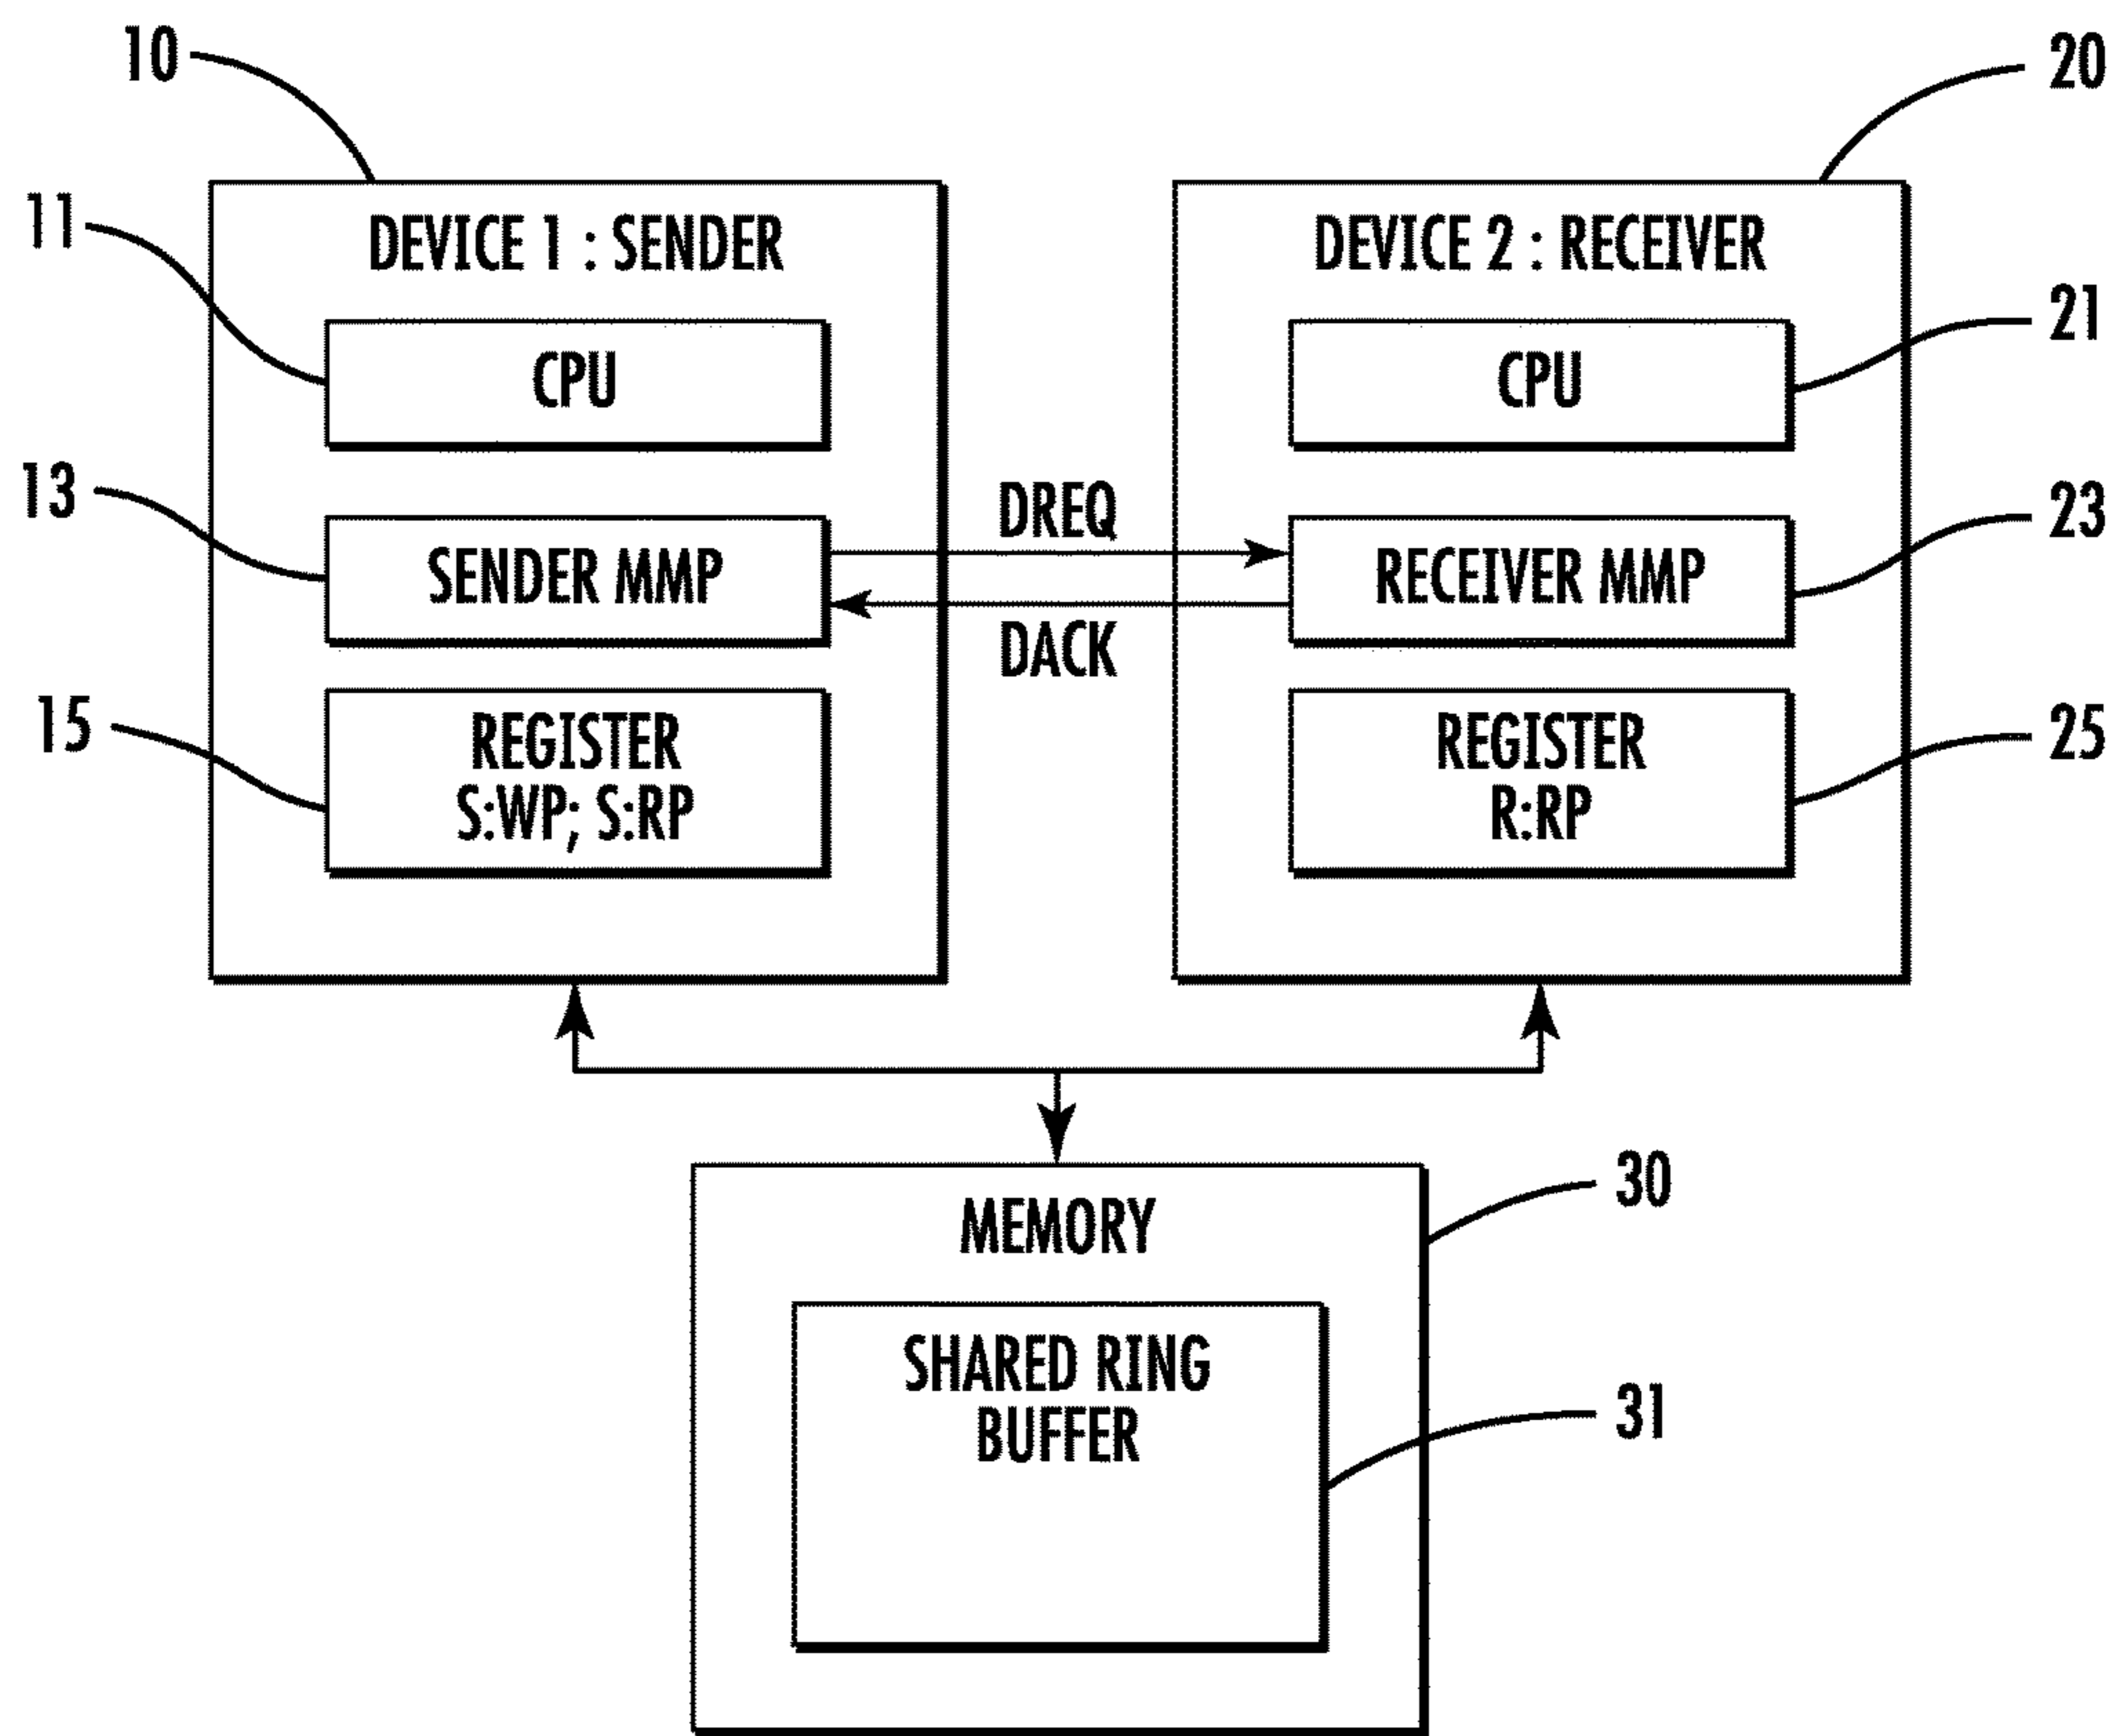 10
20
11
DEVICE 1 : SENDER
CPU
13
SENDER MMP
15
REGISTER
S:WP; S:RP
DREQ
DACK
DEVICE 2 : RECEIVER
21
CPU
23
RECEIVER MMP
25
REGISTER
R:RP
30
MEMORY
SHARED RING
BUFFER
31